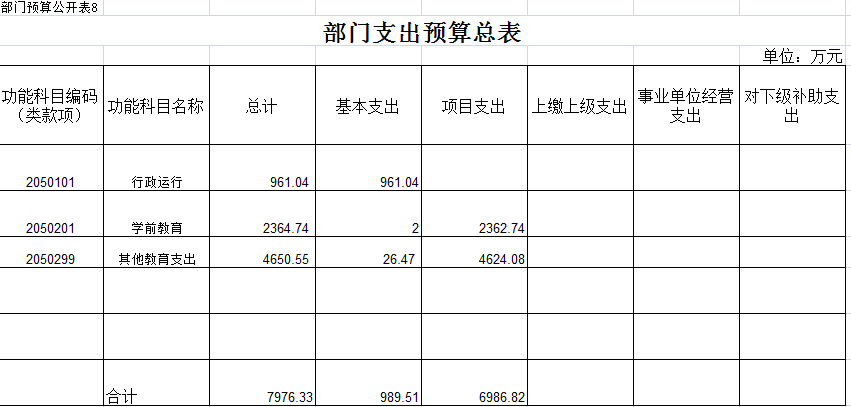 部门预算公开表8
部门支出预算总表
单位：万元
功能科目编码（类款项） 功能科目名称 总计 基本支出 项目支出 上缴上级支出 事业单位经营支出 对下级补助支出
2050101 行政运行 961.04 961.04
2050201 学前教育 2364.74 2 2362.74
2050299 其他教育支出 4650.55 26.47 4624.08
合计 7976.33 989.51 6986.82